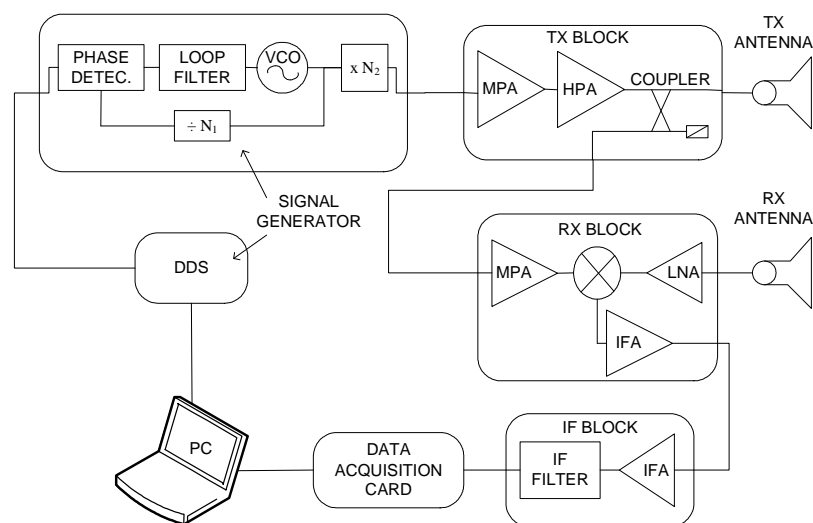 PHASE
DETEC.
LOOP
FILTER
VCO
x N₂
÷ N₁
SIGNAL
GENERATOR
DDS
PC
TX BLOCK
MPA
HPA
COUPLER
TX
ANTENNA
RX BLOCK
MPA
LNA
IFA
RX
ANTENNA
IF BLOCK
IF
FILTER
IFA
DATA
ACQUISITION
CARD